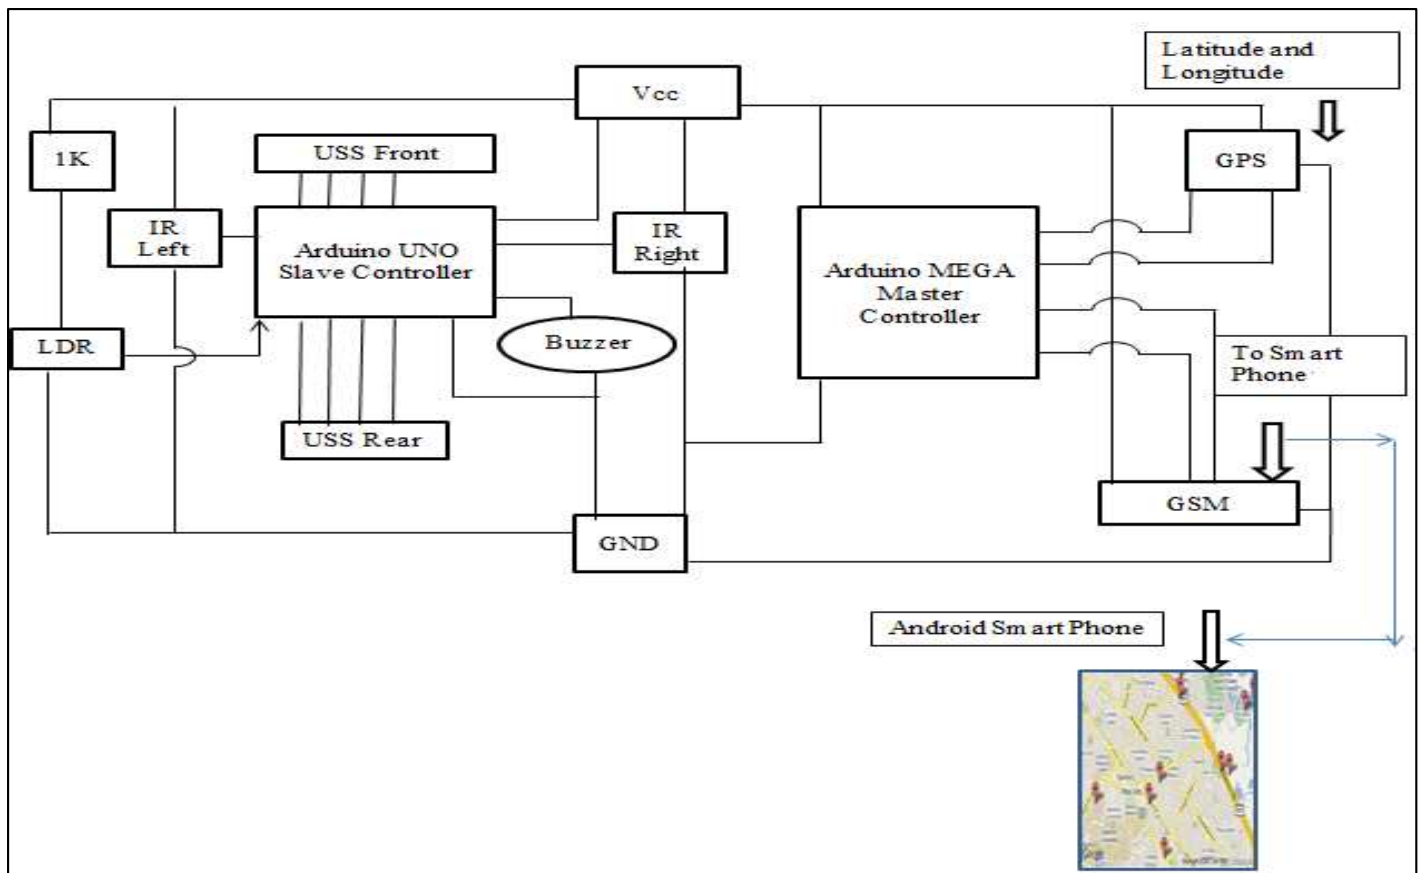 Latitude and
Longitude
Vcc
1K
USS Front
GPS
IR
Left
Arduino UNO
Slave Controller
IR
Right
Arduino MEGA
Master
Controller
LDR
Buzzer
To Smart
Phone
USS Rear
GSM
GND
Android Smart Phone